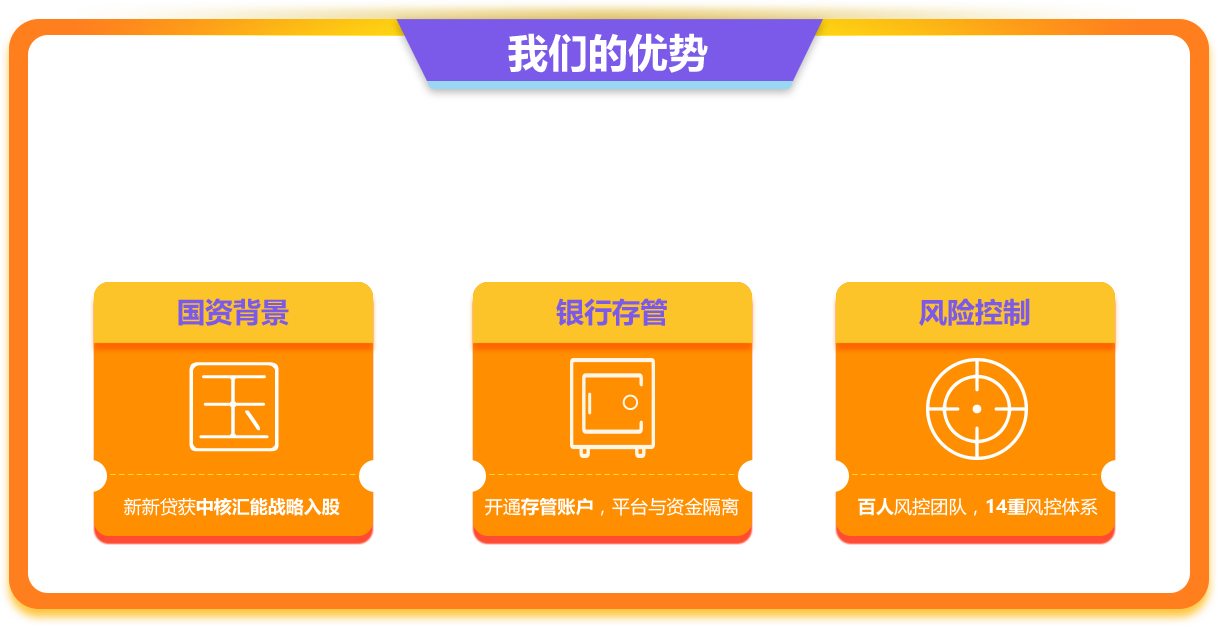 我们的优势
国资背景
国
新新贷获中核汇能战略入股
银行存管
开通存管账户，平台与资金隔离
风险控制
百人风控团队，14重风控体系